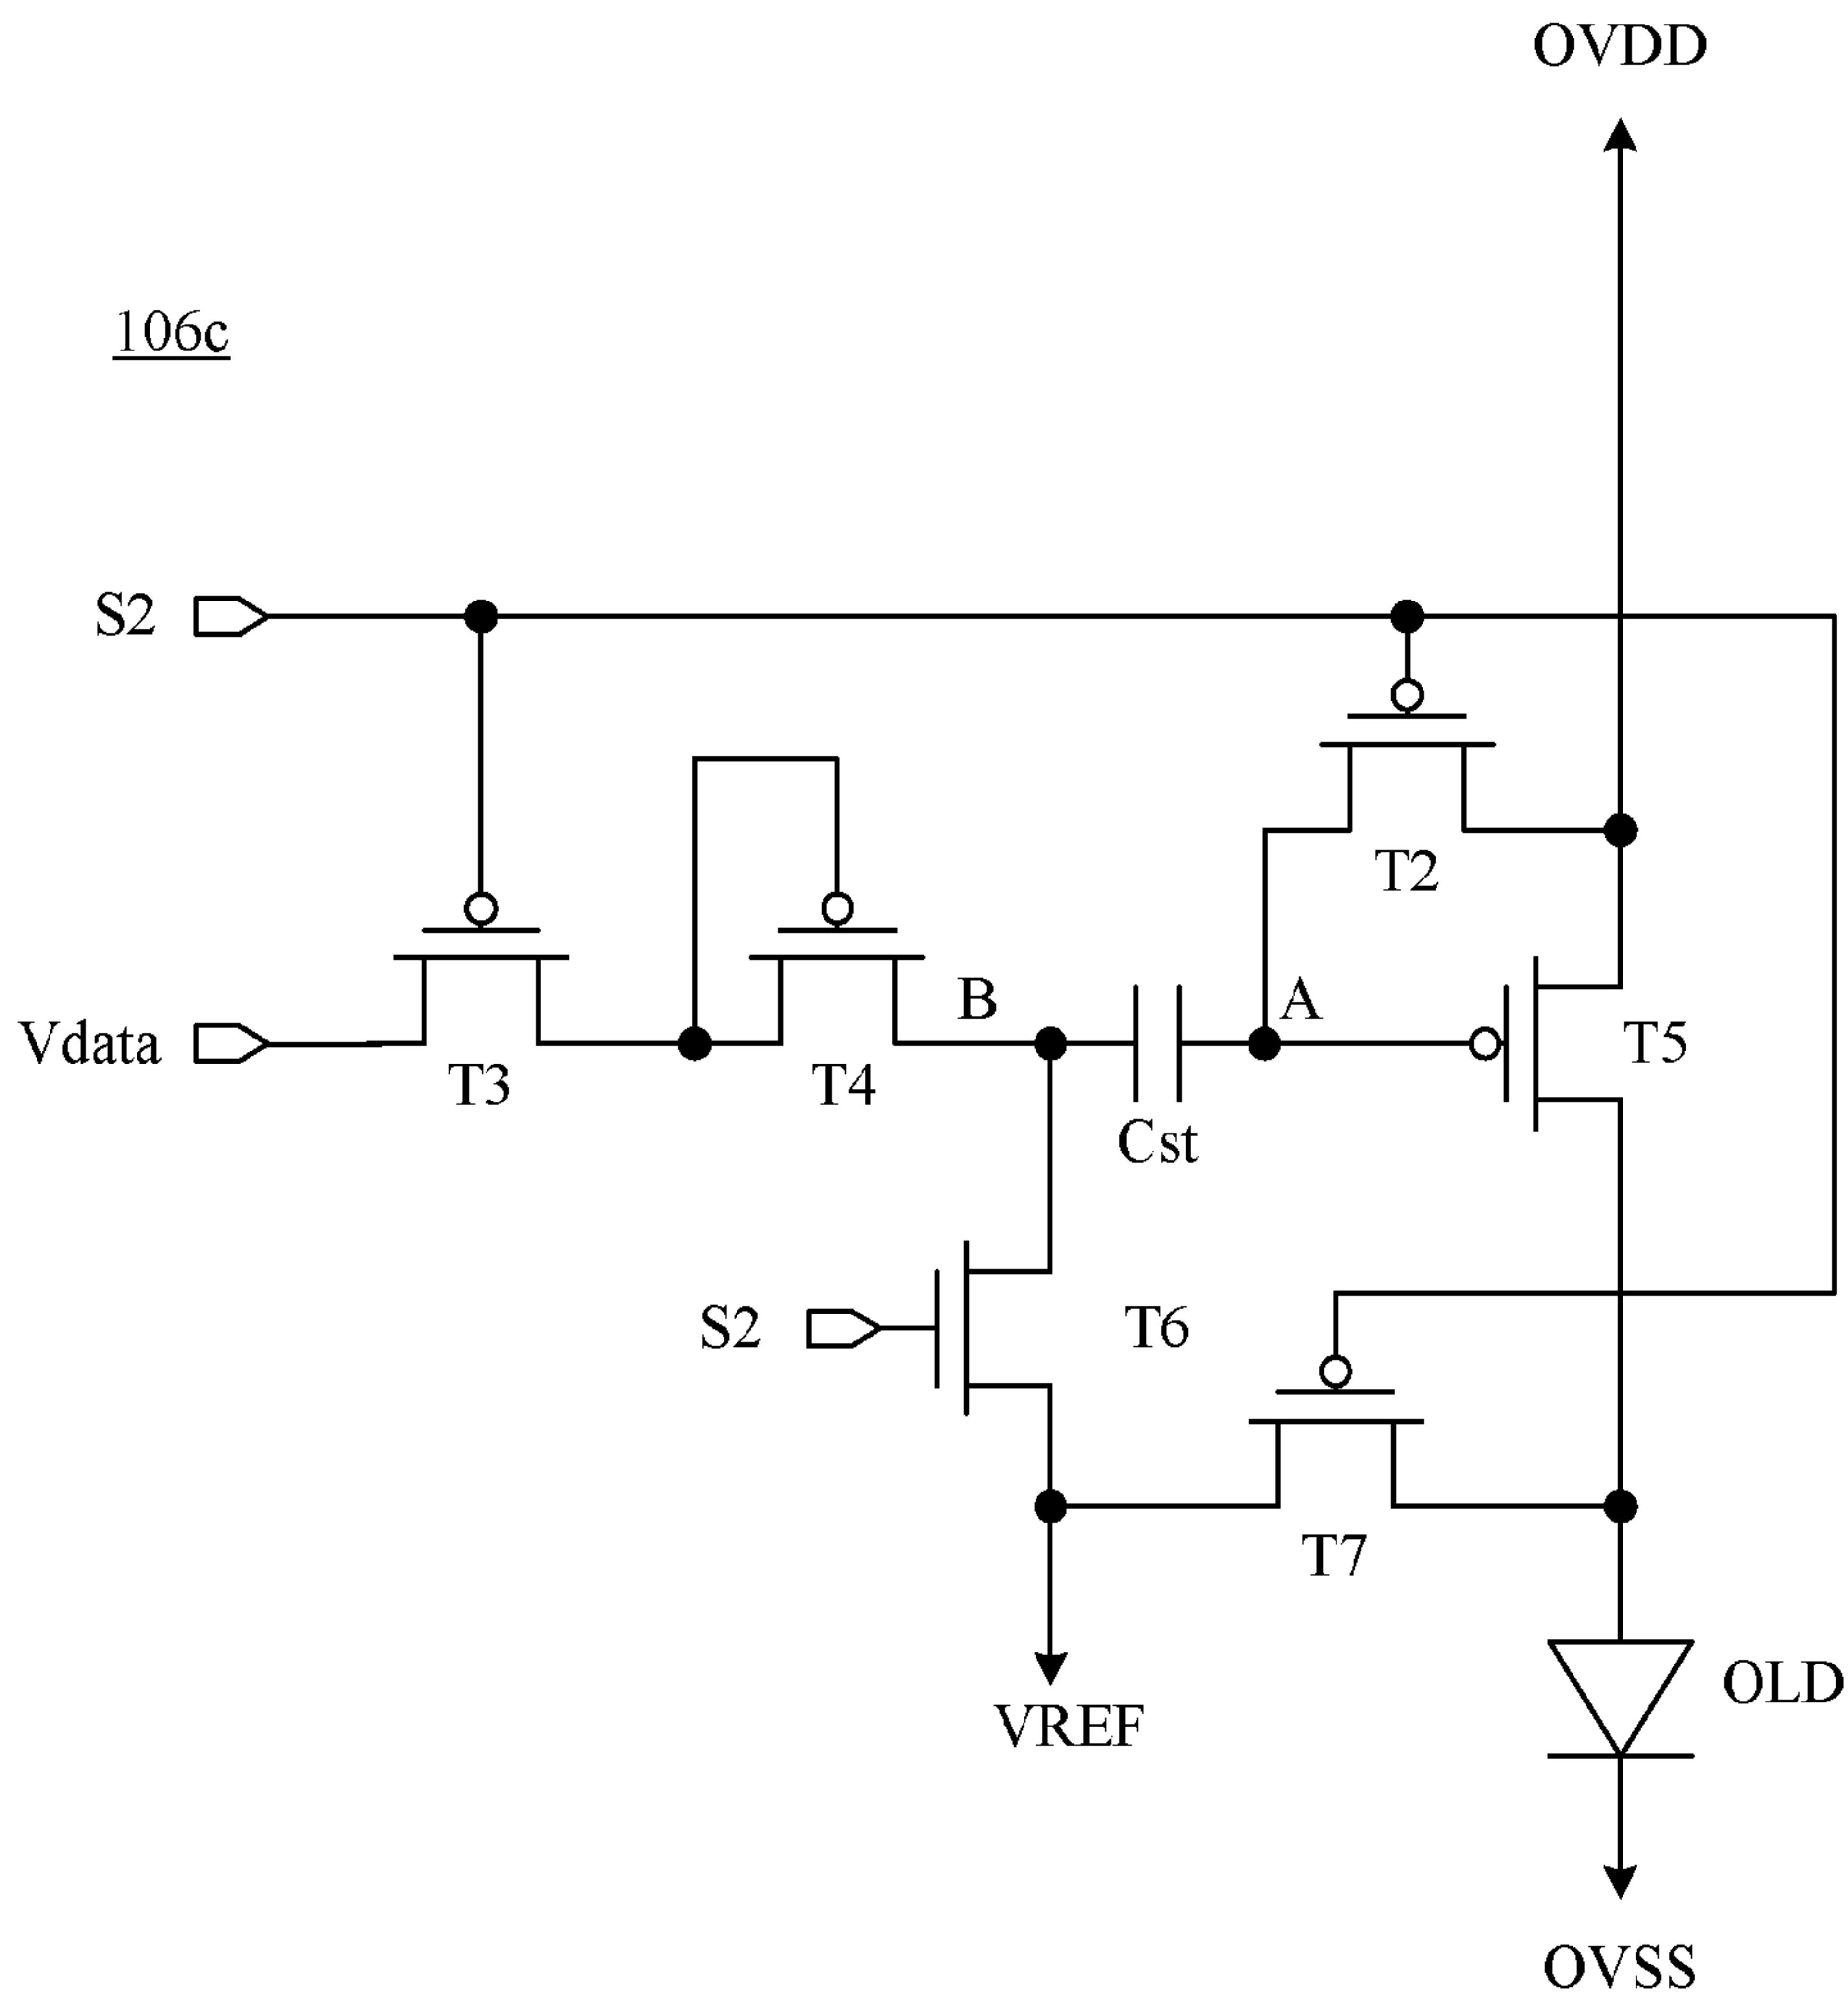 OVDD
106c
S2
T2
B
A
Vdata
T3
T4
T5
Cst
S2
T6
T7
VREF
OLD
OVSS